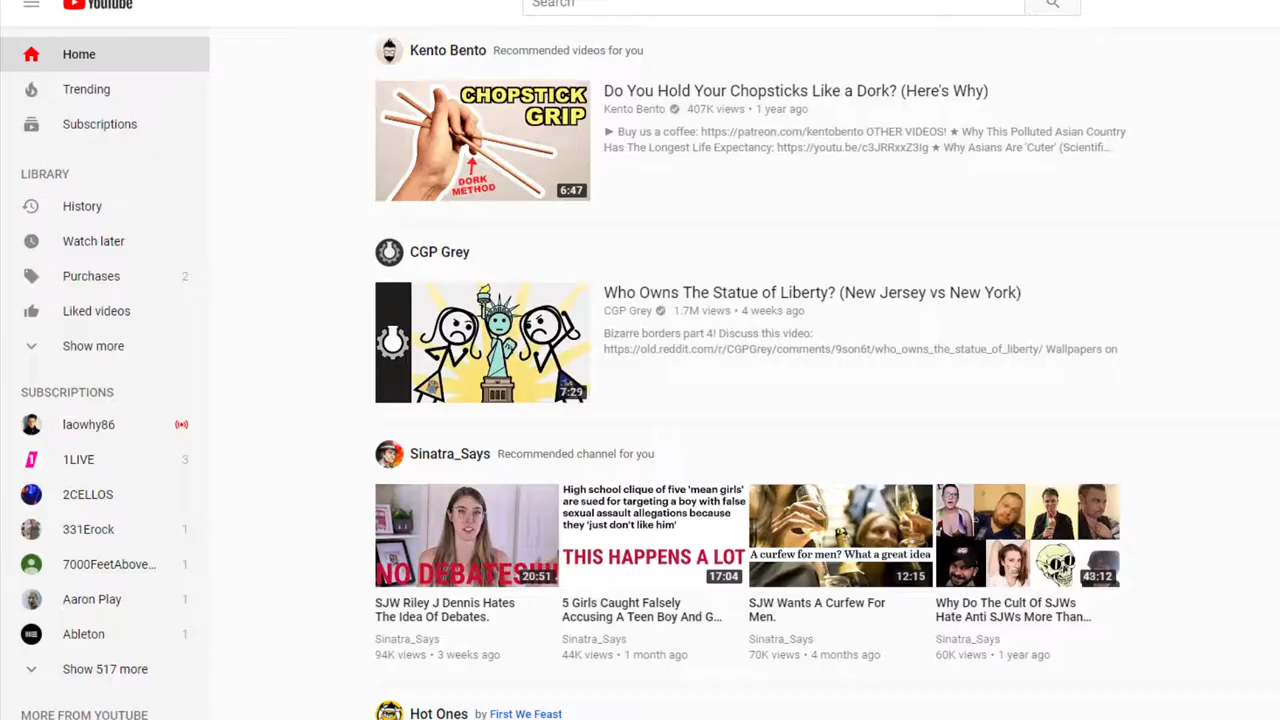 YouTube
Search
Home
Trending
Subscriptions
LIBRARY
History
Watch later
Purchases 2
Liked videos
Show more
SUBSCRIPTIONS
laowhy86
1LIVE 3
2CELLOS
331Erock 1
7000FeetAbove... 1
Aaron Play 1
Ableton 1
Show 517 more
MORE FROM YOUTUBE
Kento Bento Recommended videos for you
CHOPSTICK
GRIP
DORK
METHOD
6:47
Do You Hold Your Chopsticks Like a Dork? (Here's Why)
Kento Bento 407K views • 1 year ago
► Buy us a coffee: https://patreon.com/kentobento OTHER VIDEOS! ★ Why This Polluted Asian Country
Has The Longest Life Expectancy: https://youtu.be/c3JRRxxZ3Ig ★ Why Asians Are 'Cuter' (Scientifi...
CGP Grey
7:29
Who Owns The Statue of Liberty? (New Jersey vs New York)
CGP Grey 1.7M views • 4 weeks ago
Bizarre borders part 4! Discuss this video:
https://old.reddit.com/r/CGPGrey/comments/9son6t/who_owns_the_statue_of_liberty/ Wallpapers on
Sinatra_Says Recommended channel for you
NO DEBATES!!!!
20:51
SJW Riley J Dennis Hates
The Idea Of Debates.
Sinatra_Says
94K views • 3 weeks ago
High school clique of five 'mean girls'
are sued for targeting a boy with false
sexual assault allegations because
they 'just don't like him'
THIS HAPPENS A LOT
17:04
5 Girls Caught Falsely
Accusing A Teen Boy And G...
Sinatra_Says
44K views • 1 month ago
A curfew for men? What a great idea
12:15
SJW Wants A Curfew For
Men.
Sinatra_Says
70K views • 4 months ago
43:12
Why Do The Cult Of SJWs
Hate Anti SJWs More Than...
Sinatra_Says
60K views • 1 year ago
Hot Ones by First We Feast